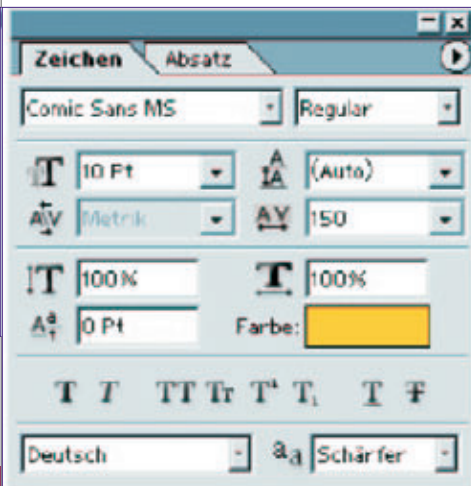 Zeichen Absatz
Comic Sans MS Regular
10 Pt (Auto)
Metrik 150
100% 100%
0 Pt Farbe:
T T TT Tr T¹ T₁ T T
Deutsch aa Schärfer